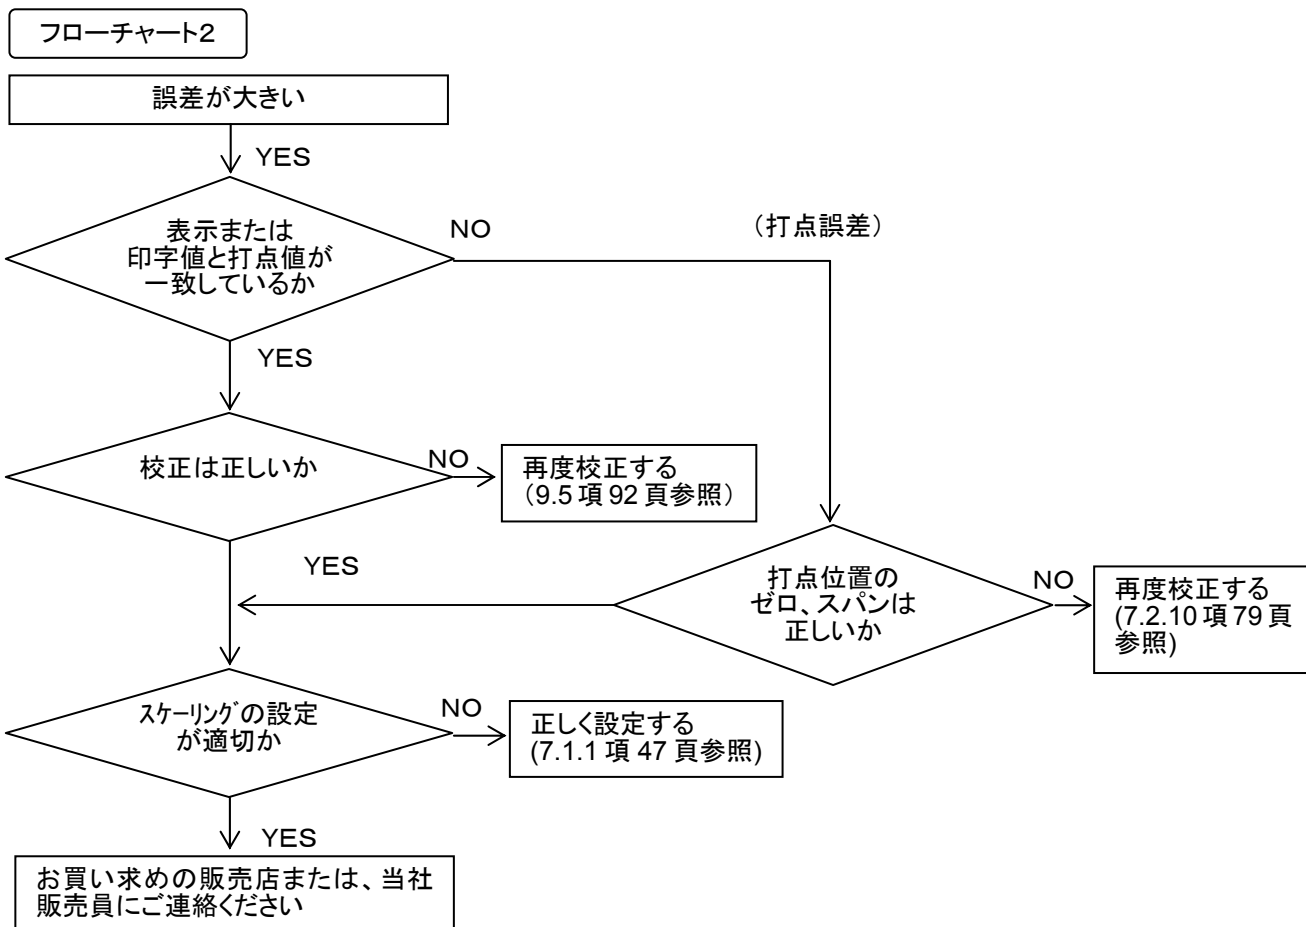 フローチャート2
誤差が大きい
YES
表示または
印字値と打点値が
一致しているか
NO
（打点誤差）
YES
校正は正しいか
NO
再度校正する
（9.5 項 92 頁参照）
YES
打点位置の
ゼロ、スパンは
正しいか
NO
再度校正する
(7.2.10 項 79 頁
参照)
ｽｹｰﾘﾝｸﾞの設定
が適切か
NO
正しく設定する
(7.1.1 項 47 頁参照)
YES
お買い求めの販売店または、当社
販売員にご連絡ください